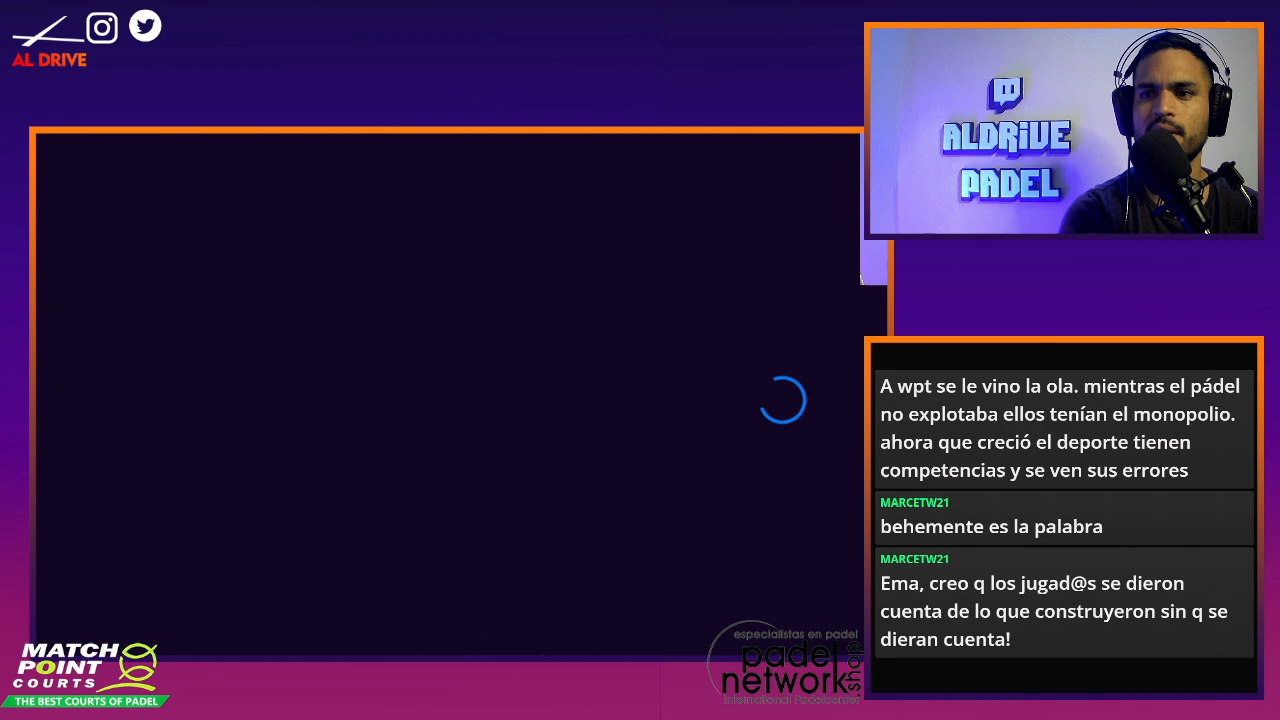 AL DRIVE
ALDRIVE
PADEL
A wpt se le vino la ola. mientras el pádel
no explotaba ellos tenían el monopolio.
ahora que creció el deporte tienen
competencias y se ven sus errores
MARCETW21
behemente es la palabra
MARCETW21
Ema, creo q los jugad@s se dieron
cuenta de lo que construyeron sin q se
dieran cuenta!
MATCH
POINT
COURTS
THE BEST COURTS OF PADEL
especialistas en padel
padel
network
.shop
International Padelcenter